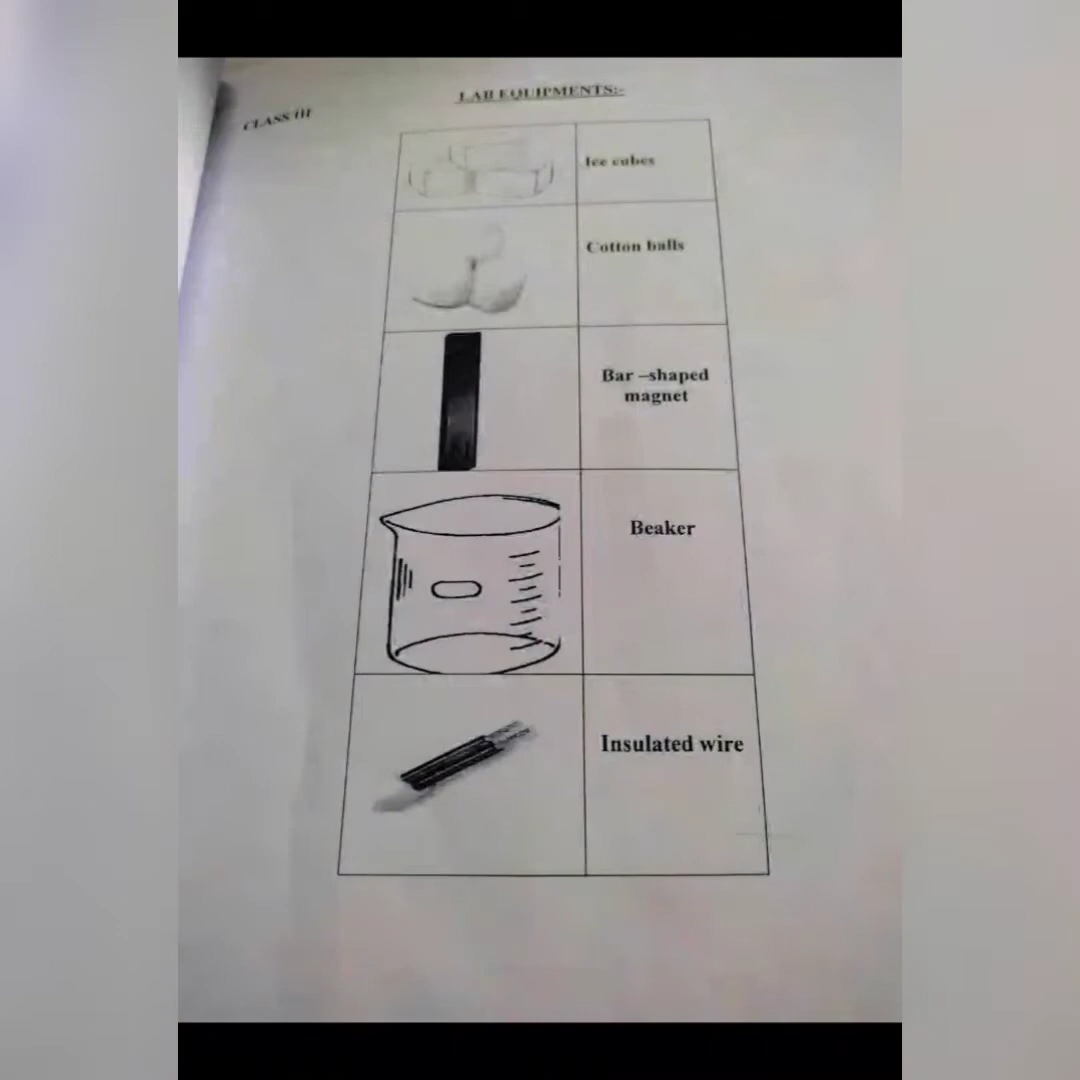 LAB EQUIPMENTS:-
CLASS III
Ice cubes
Cotton balls
Bar –shaped
magnet
Beaker
Insulated wire